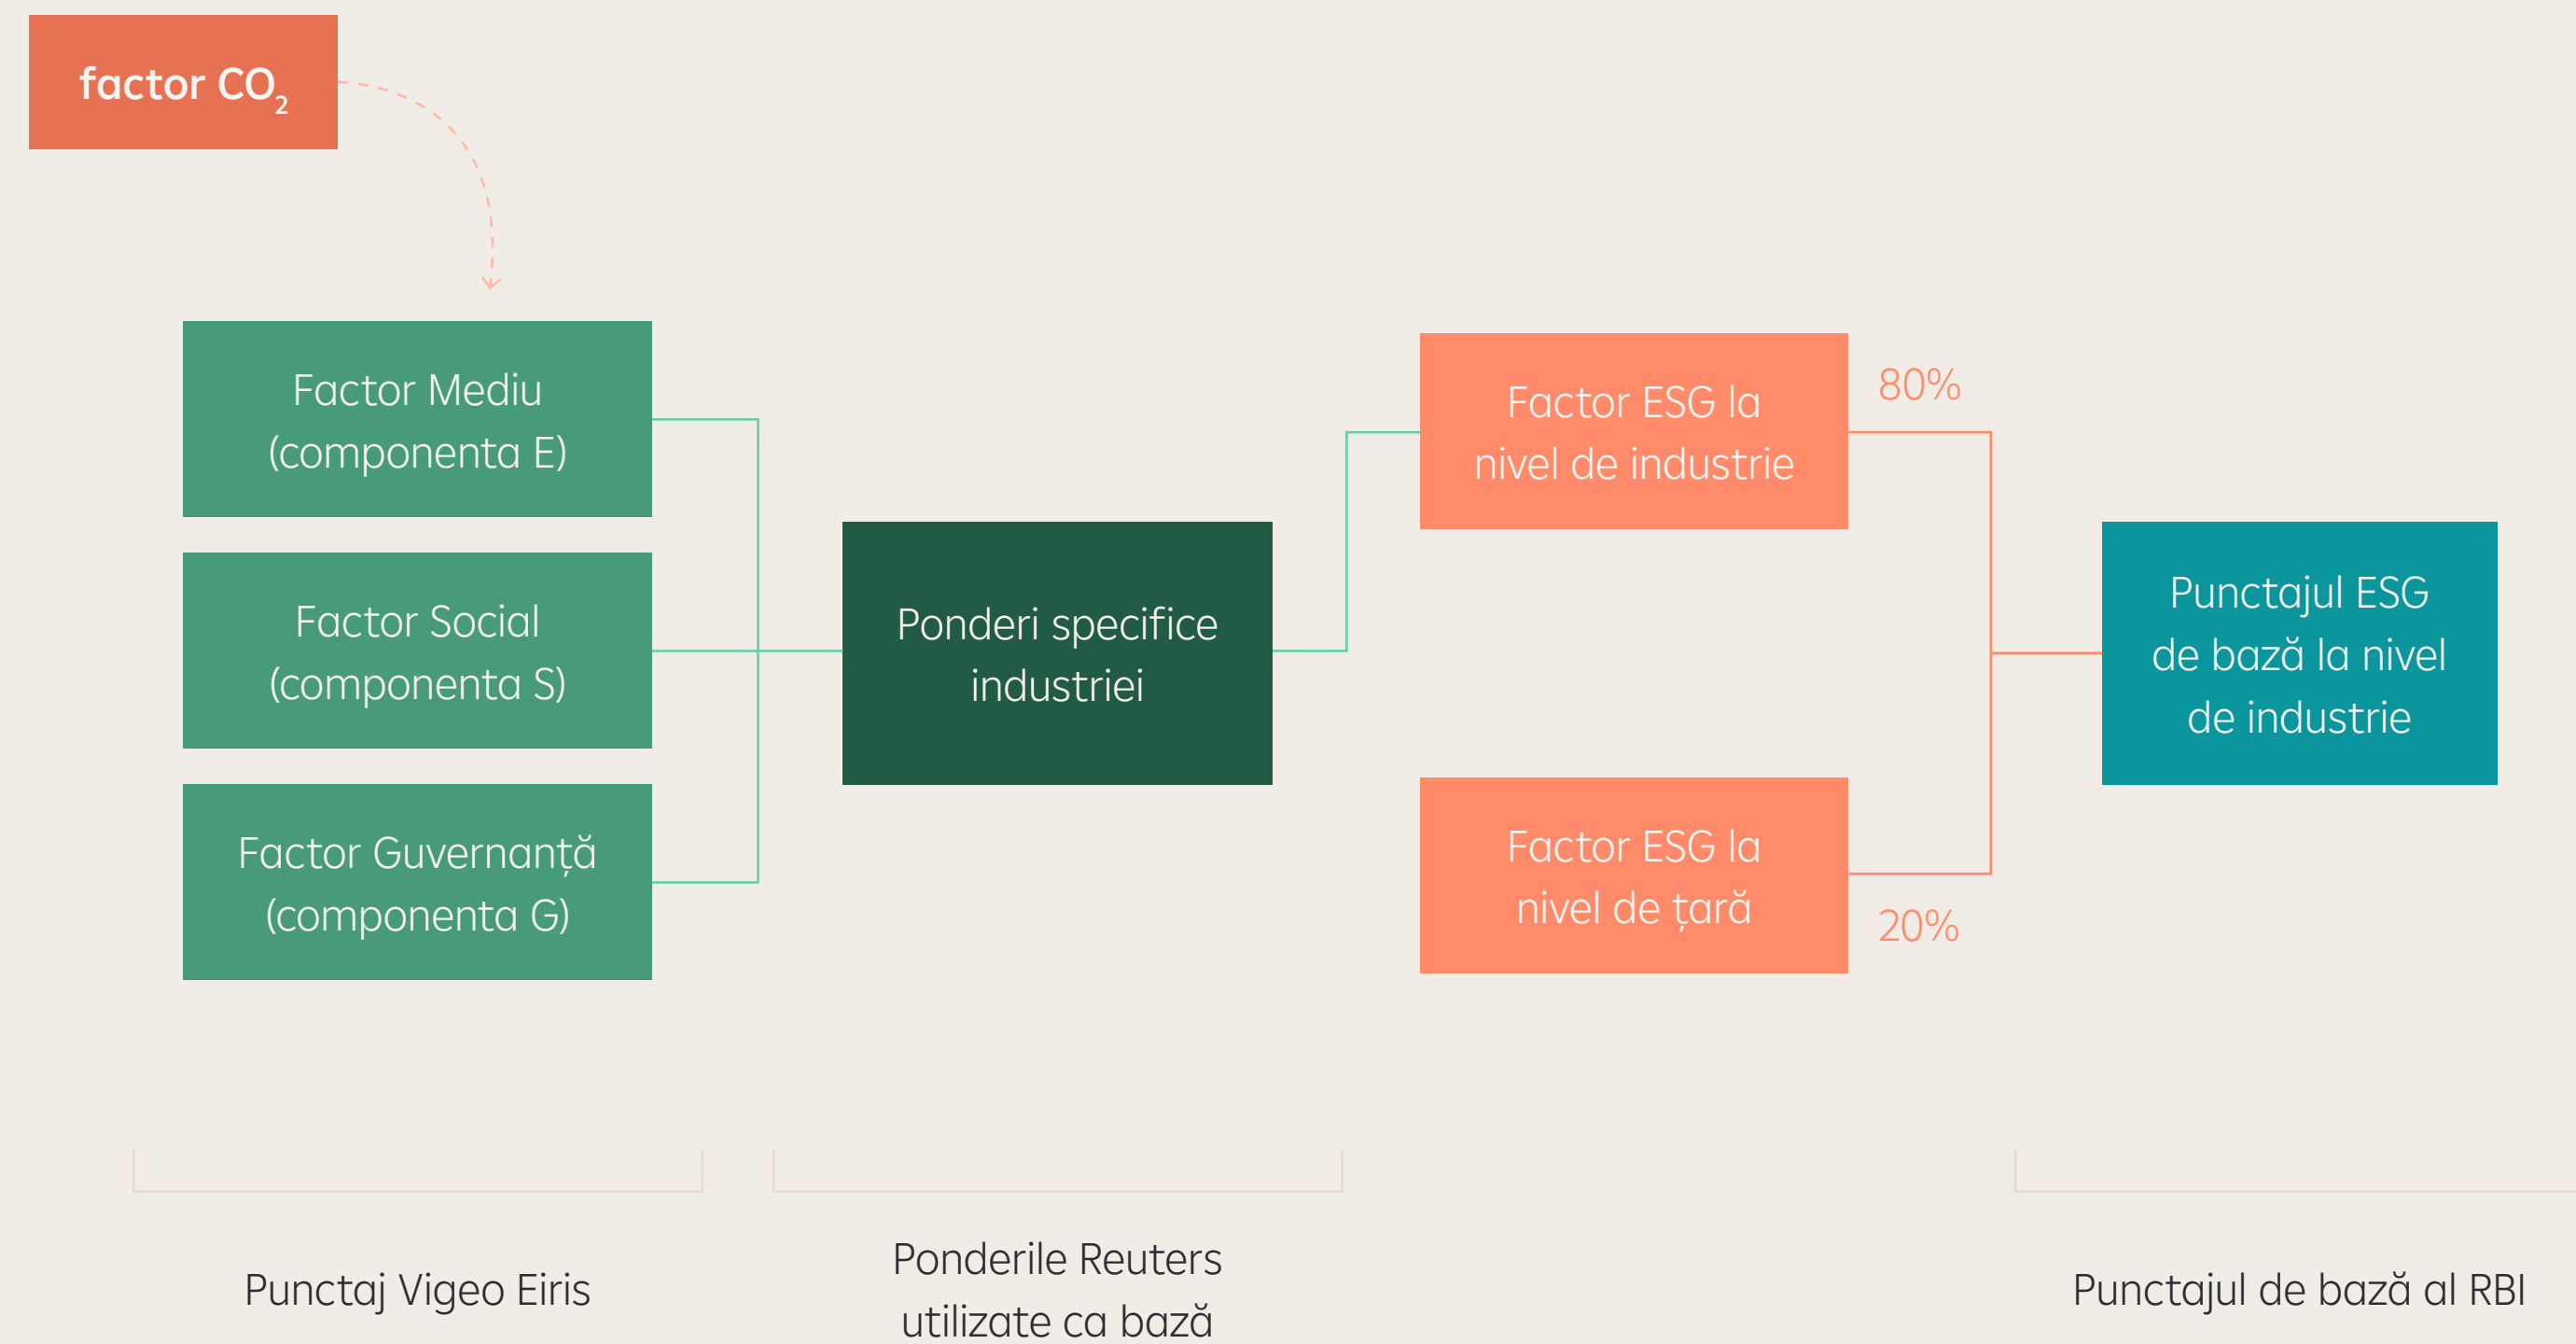 factor CO₂
Factor Mediu
(componenta E)
Factor Social
(componenta S)
Factor Guvernanță
(componenta G)
Ponderi specifice
industriei
Factor ESG la
nivel de industrie
80%
Factor ESG la
nivel de țară
20%
Punctajul ESG
de bază la nivel
de industrie
Punctaj Vigeo Eiris
Ponderile Reuters
utilizate ca bază
Punctajul de bază al RBI